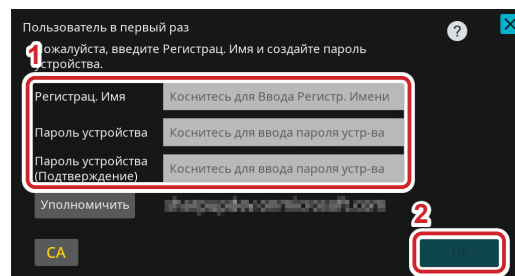 Пользователь в первый раз
?
Пожалуйста, введите Регистрац. Имя и создайте пароль
устройства.
1
Регистрац. Имя
Коснитесь для Ввода Регистр. Имени
Пароль устройства
Коснитесь для ввода пароля устр-ва
Пароль устройства
(Подтверждение)
Коснитесь для ввода пароля устр-ва
Уполномичить
2
CA
OK